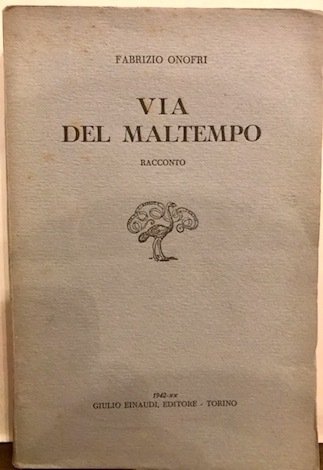 FABRIZIO ONOFRI
VIA
DEL MALTEMPO
RACCONTO
1942-XX
GIULIO EINAUDI, EDITORE - TORINO